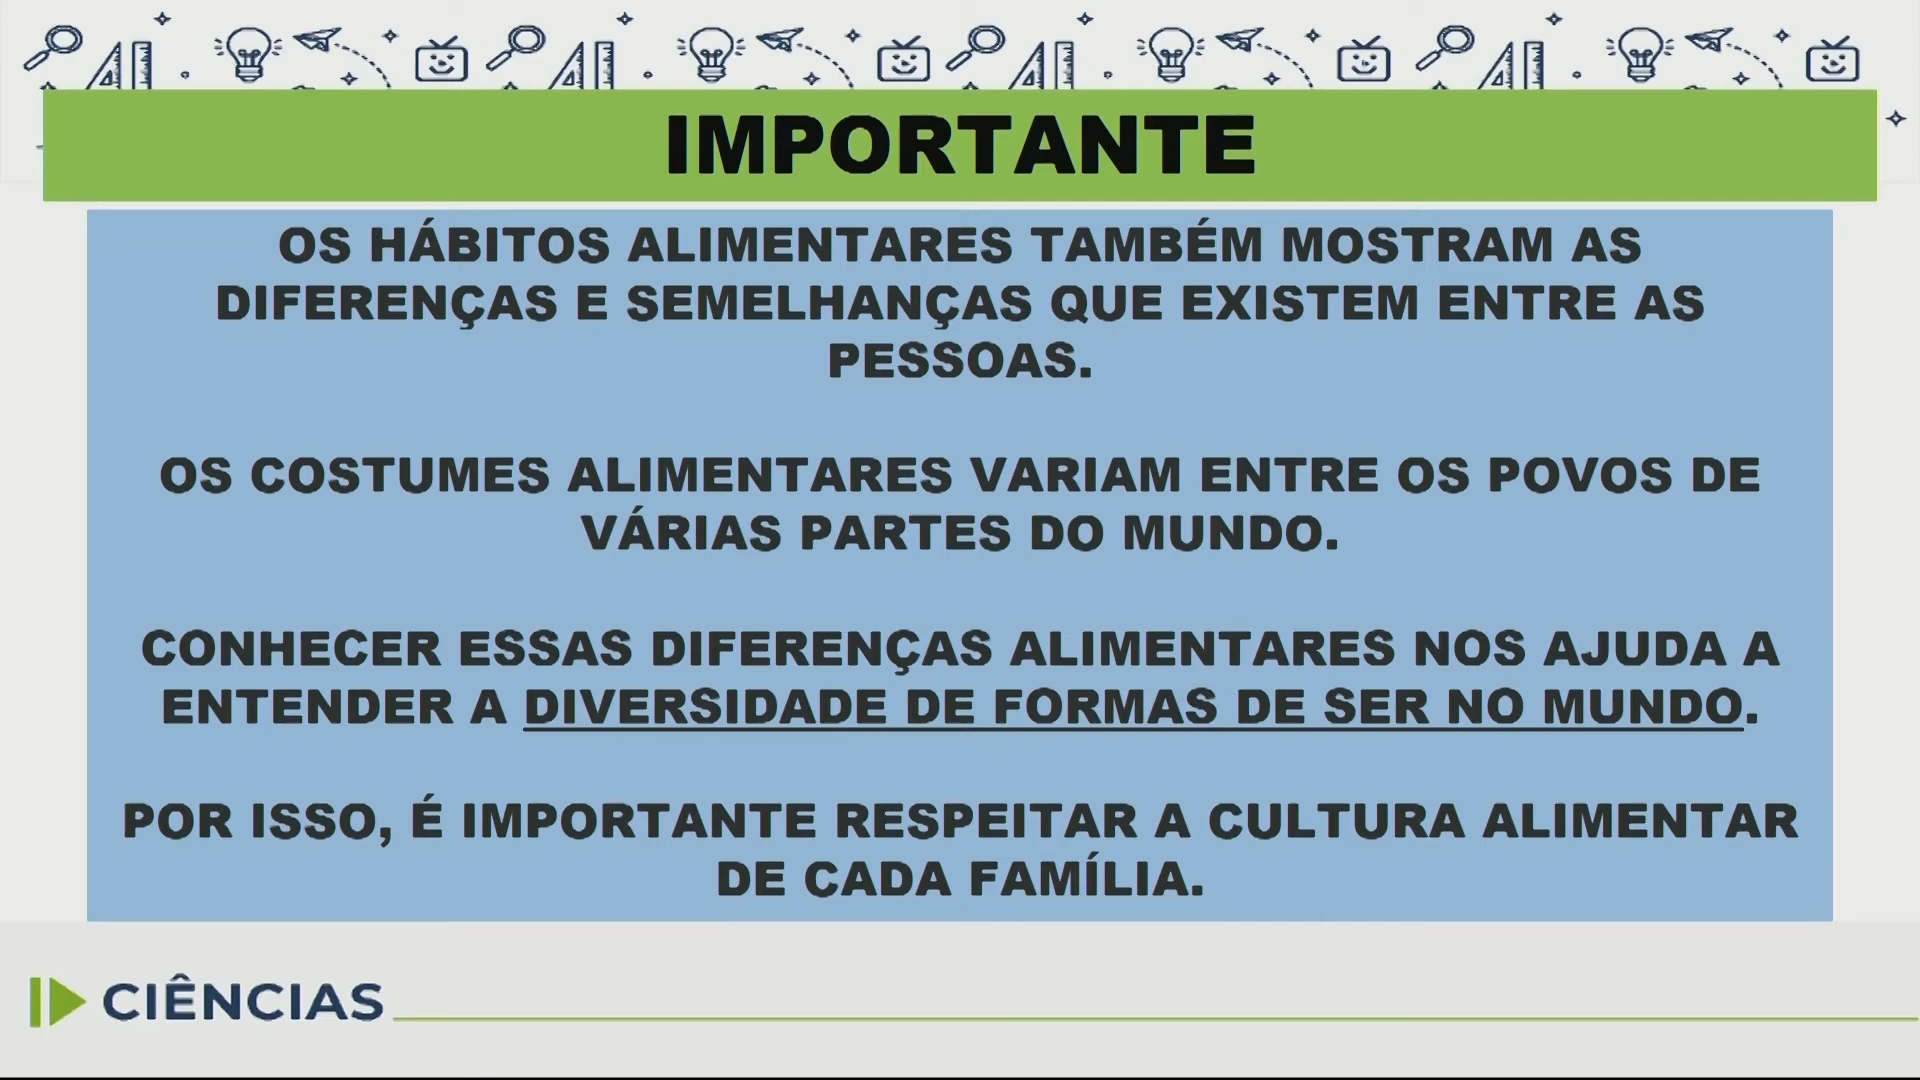 IMPORTANTE
OS HÁBITOS ALIMENTARES TAMBÉM MOSTRAM AS
DIFERENÇAS E SEMELHANÇAS QUE EXISTEM ENTRE AS
PESSOAS.
OS COSTUMES ALIMENTARES VARIAM ENTRE OS POVOS DE
VÁRIAS PARTES DO MUNDO.
CONHECER ESSAS DIFERENÇAS ALIMENTARES NOS AJUDA A
ENTENDER A DIVERSIDADE DE FORMAS DE SER NO MUNDO.
POR ISSO, É IMPORTANTE RESPEITAR A CULTURA ALIMENTAR
DE CADA FAMÍLIA.
CIÊNCIAS